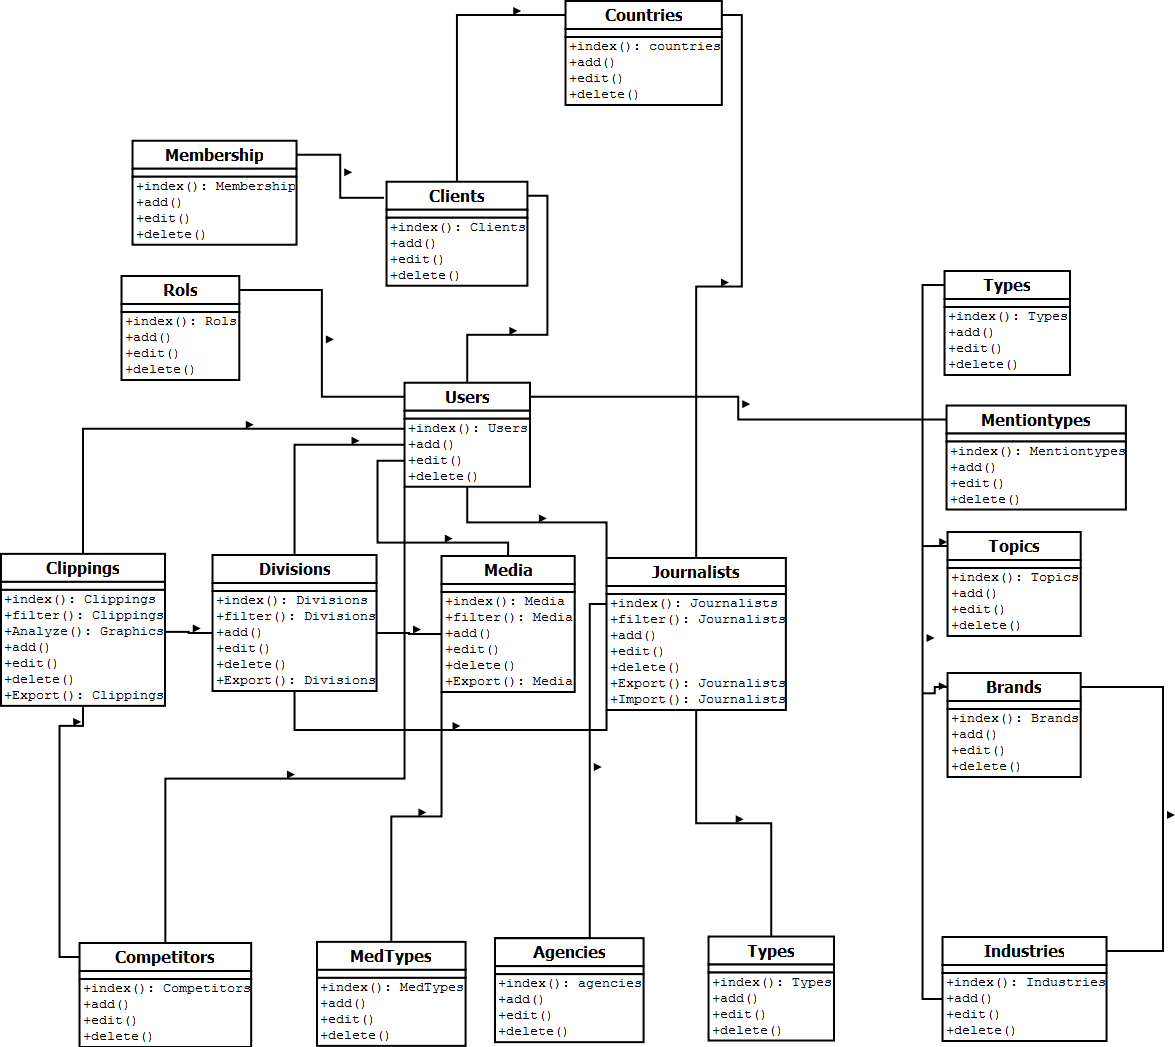 Countries
+index(): countries
+add()
+edit()
+delete()
Membership
+index(): Membership
+add()
+edit()
+delete()
Clients
+index(): Clients
+add()
+edit()
+delete()
Rols
+index(): Rols
+add()
+edit()
+delete()
Types
+index(): Types
+add()
+edit()
+delete()
Users
+index(): Users
+add()
+edit()
+delete()
Mentiontypes
+index(): Mentiontypes
+add()
+edit()
+delete()
Topics
+index(): Topics
+add()
+edit()
+delete()
Clippings
+index(): Clippings
+filter(): Clippings
+Analyze(): Graphics
+add()
+edit()
+delete()
+Export(): Clippings
Divisions
+index(): Divisions
+filter(): Divisions
+add()
+edit()
+delete()
+Export(): Divisions
Media
+index(): Media
+filter(): Media
+add()
+edit()
+delete()
+Export(): Media
Journalists
+index(): Journalists
+filter(): Journalists
+add()
+edit()
+delete()
+Export(): Journalists
+Import(): Journalists
Brands
+index(): Brands
+add()
+edit()
+delete()
Competitors
+index(): Competitors
+add()
+edit()
+delete()
MedTypes
+index(): MedTypes
+add()
+edit()
+delete()
Agencies
+index(): agencies
+add()
+edit()
+delete()
Types
+index(): Types
+add()
+edit()
+delete()
Industries
+index(): Industries
+add()
+edit()
+delete()